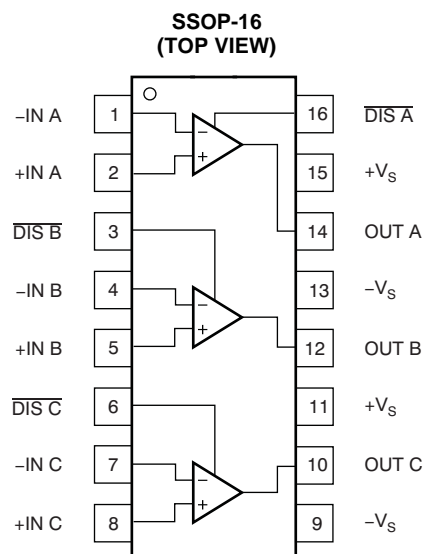 SSOP-16
(TOP VIEW)
–IN A 1 16 DIS A
+IN A 2 15 +VS
DIS B 3 14 OUT A
–IN B 4 13 –VS
+IN B 5 12 OUT B
DIS C 6 11 +VS
–IN C 7 10 OUT C
+IN C 8 9 –VS
– +
– +
– +